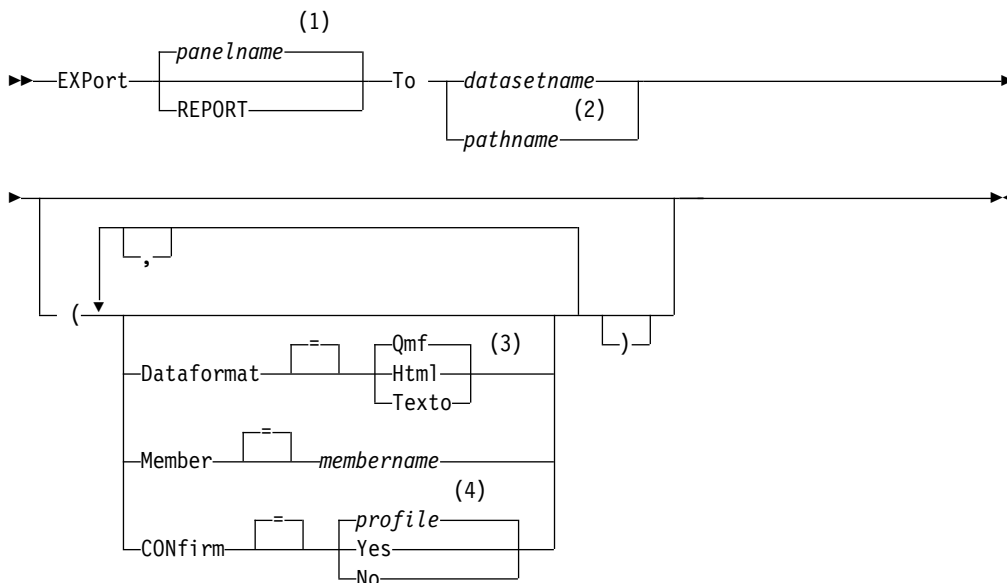 (1)
panelname
EXPort To datasetname
REPORT
(2)
pathname
,
(
)
=
Qmf
(3)
Dataformat
Html
Texto
=
Member membername
(4)
=
profile
CONfirm
Yes
No